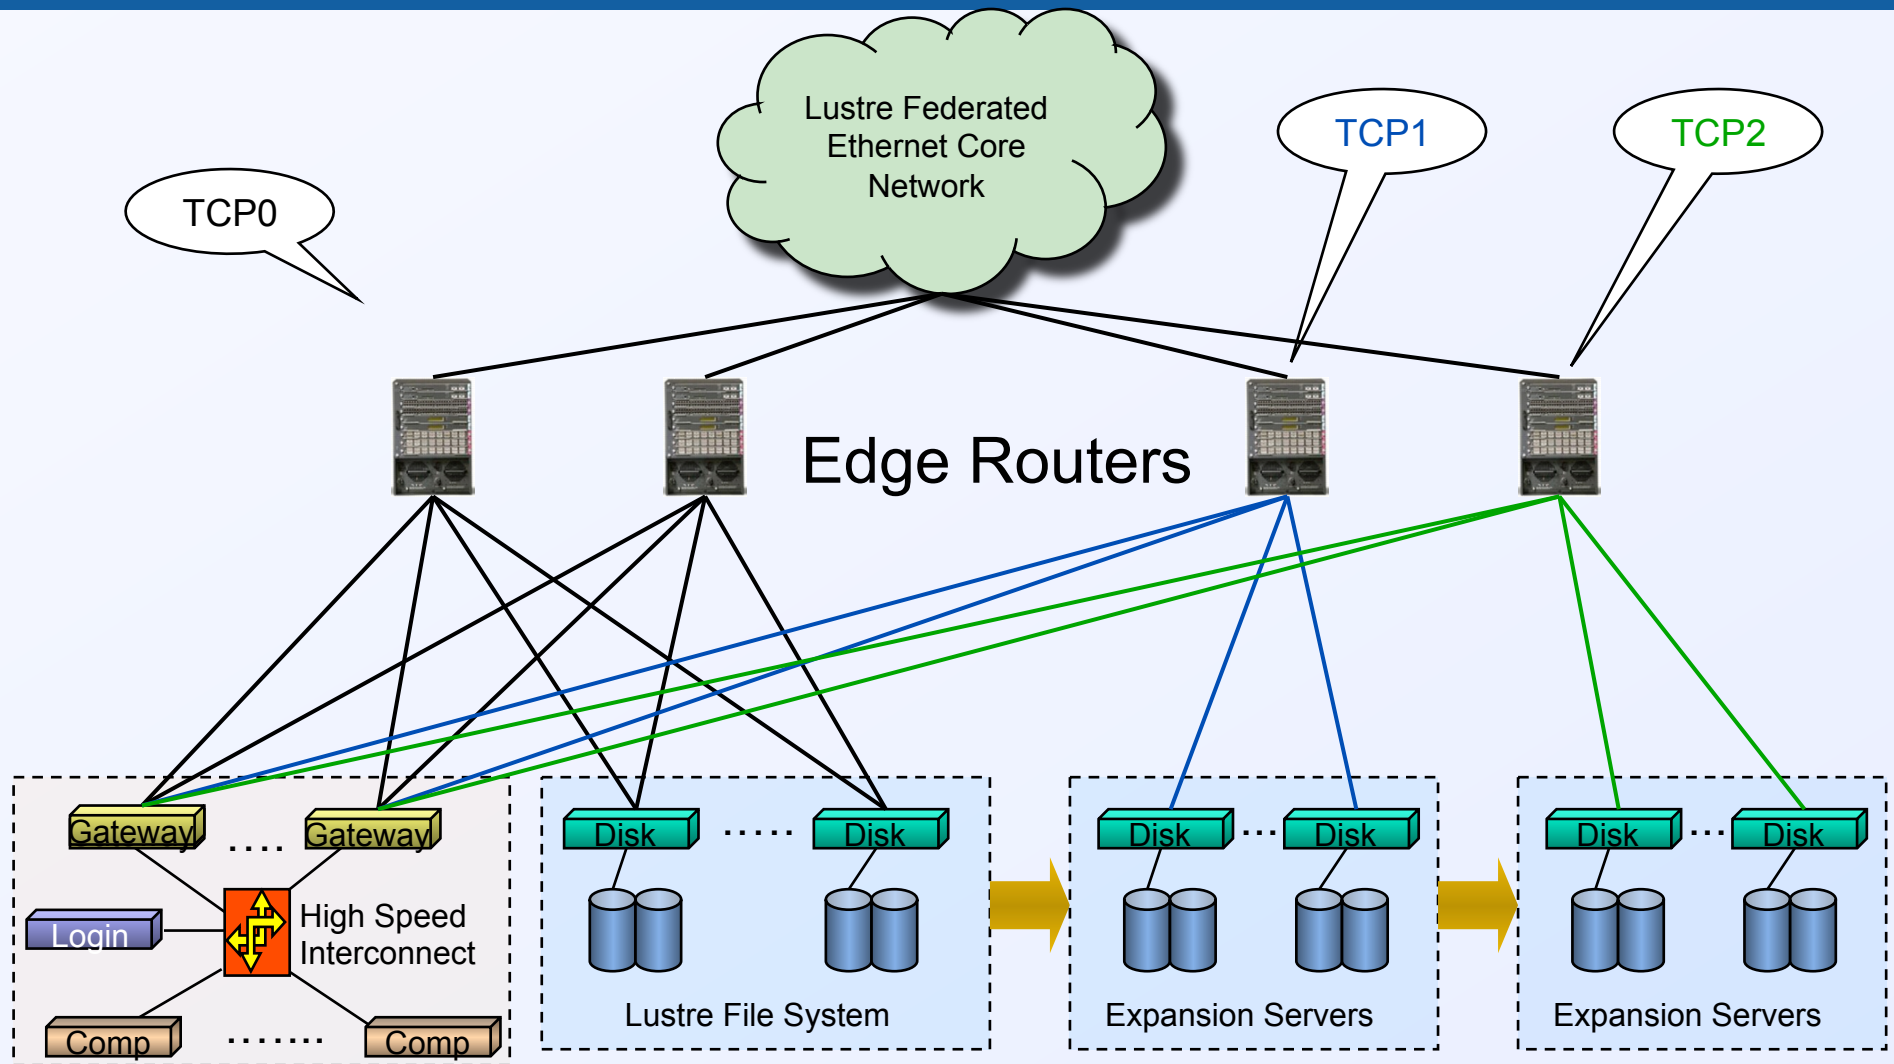 Lustre Federated
Ethernet Core
Network
TCP0
TCP1
TCP2
Edge Routers
Gateway
....
Gateway
Login
High Speed
Interconnect
Comp
.......
Comp
Disk
.....
Disk
Lustre File System
Disk
...
Disk
Expansion Servers
Disk
...
Disk
Expansion Servers